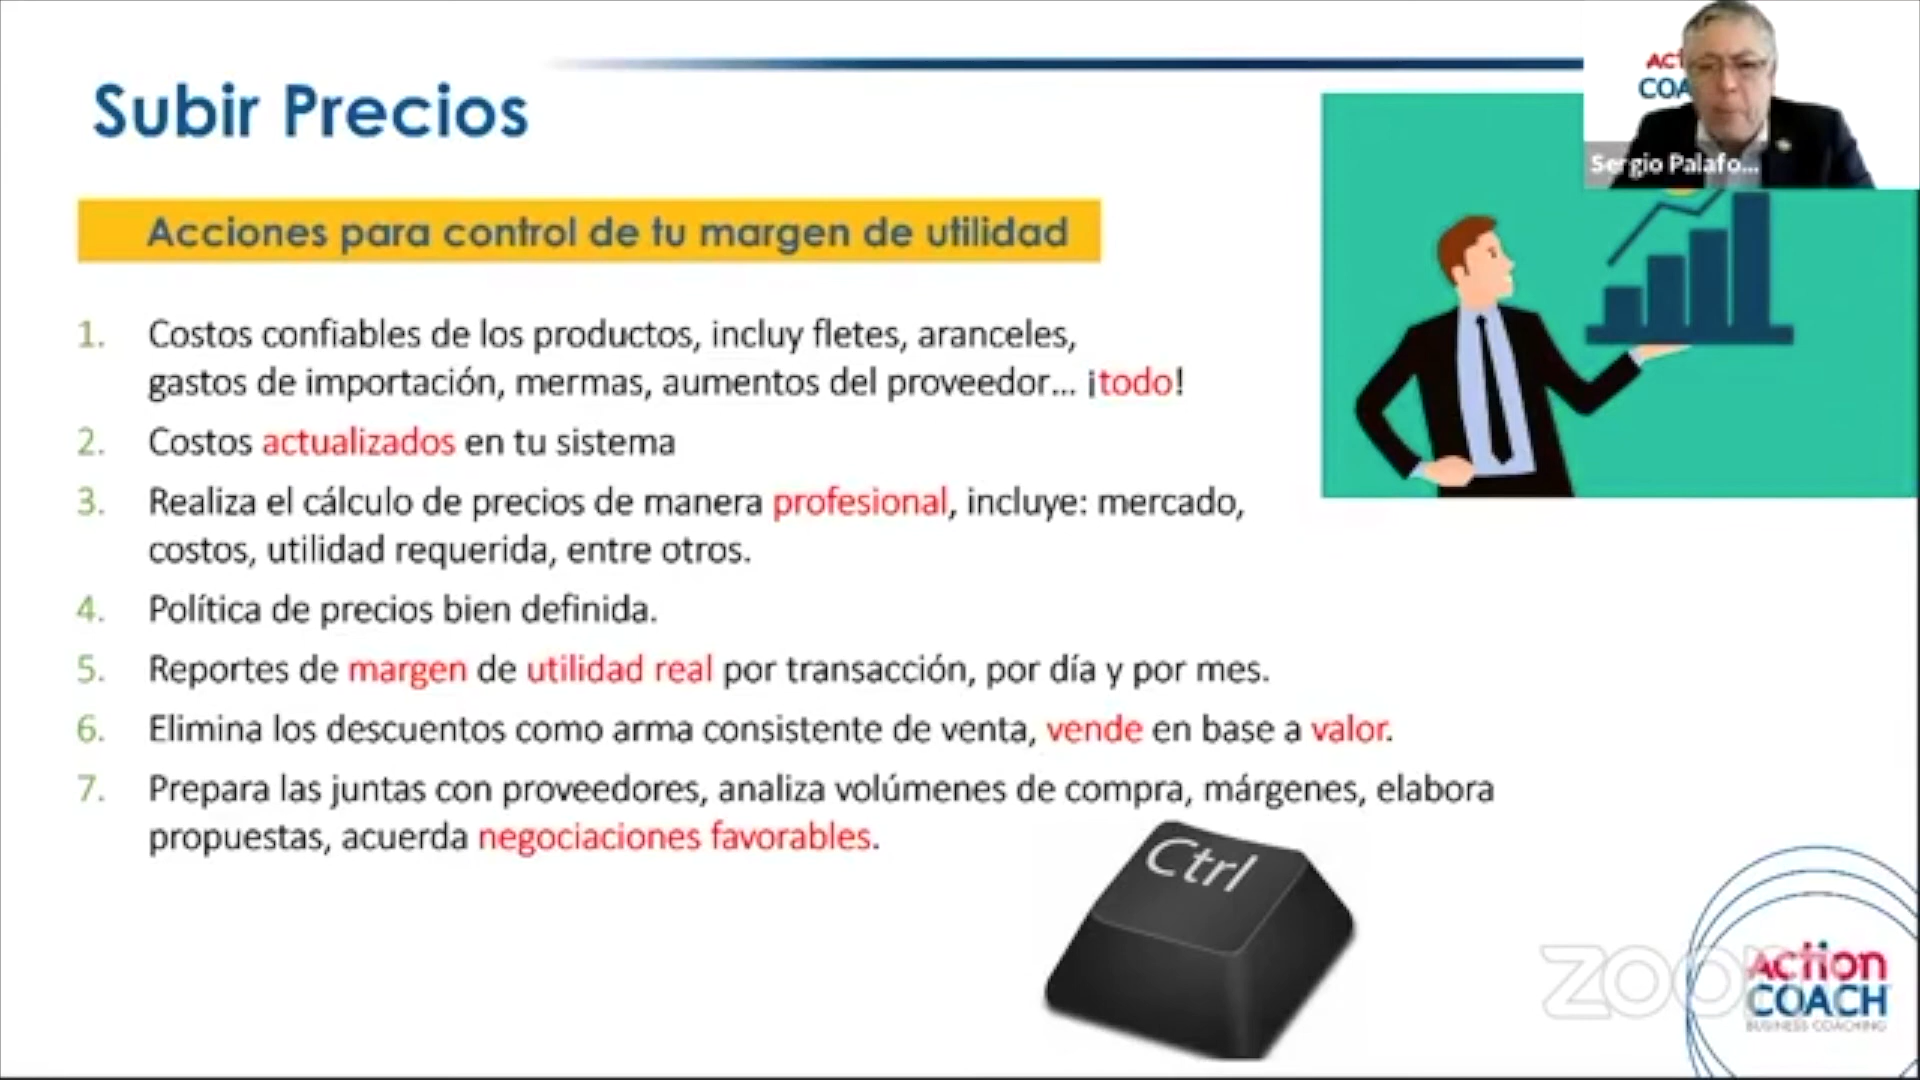 Subir Precios
Acciones para control de tu margen de utilidad
1. Costos confiables de los productos, incluy fletes, aranceles,
gastos de importación, mermas, aumentos del proveedor... ¡todo!
2. Costos actualizados en tu sistema
3. Realiza el cálculo de precios de manera profesional, incluye: mercado,
costos, utilidad requerida, entre otros.
4. Política de precios bien definida.
5. Reportes de margen de utilidad real por transacción, por día y por mes.
6. Elimina los descuentos como arma consistente de venta, vende en base a valor.
7. Prepara las juntas con proveedores, analiza volúmenes de compra, márgenes, elabora
propuestas, acuerda negociaciones favorables.
Ctrl
Sergio Palafo...
ACTION
COACH
BUSINESS COACHING